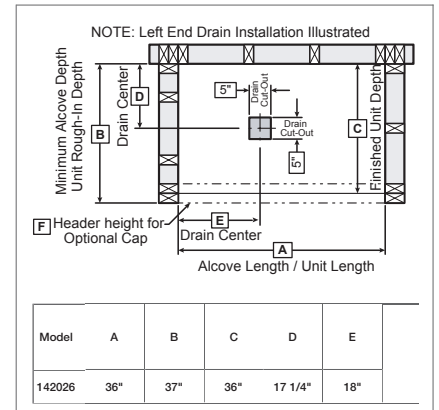 NOTE: Left End Drain Installation Illustrated
Minimum Alcove Depth
Unit Rough-In Depth
B
Drain Center
D
5"
Drain
Cut-Out
Drain
Cut-Out
5"
C
Finished Unit Depth
F Header height for
Optional Cap
E
Drain Center
A
Alcove Length / Unit Length
Model A B C D E
142026 36" 37" 36" 17 1/4" 18"